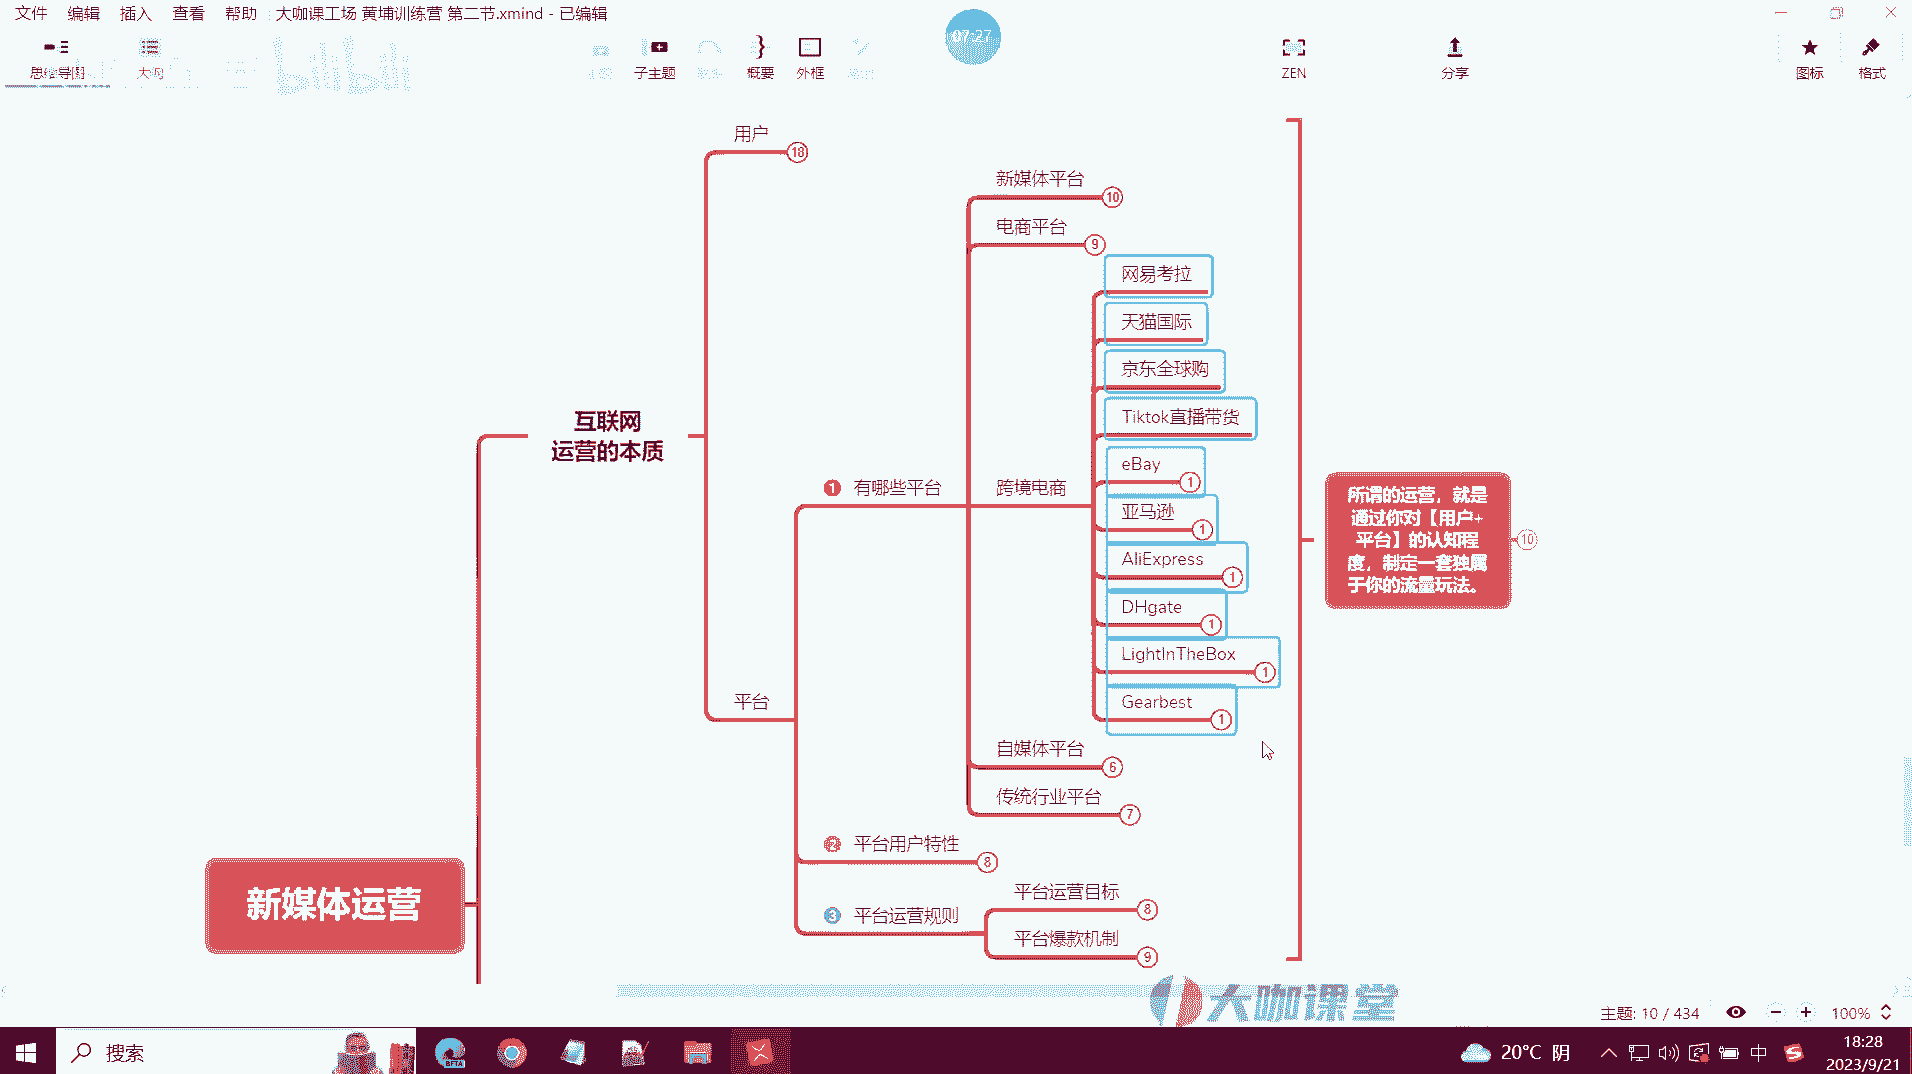 文件 编辑 插入 查看 帮助 大咖课工场 黄埔训练营 第二节.xmind - 已编辑
07:27
思维导图 大纲 子主题 概要 外框 ZEN 分享 图标 格式
bilibili
用户 18
新媒体平台 10
电商平台 9
网易考拉
天猫国际
京东全球购
Tiktok直播带货
互联网
运营的本质
eBay 1
1 有哪些平台
跨境电商
亚马逊 1
AliExpress 1
DHgate 1
LightInTheBox 1
Gearbest 1
所谓的运营，就是
通过你对【用户+
平台】的认知程
度，制定一套独属
于你的流量玩法。
10
平台
自媒体平台 6
传统行业平台 7
2 平台用户特性 8
3 平台运营规则
平台运营目标 8
平台爆款机制 9
新媒体运营
大咖课堂
主题: 10 / 434 100%
搜索
BETA
20°C 阴
中
18:28
2023/9/21